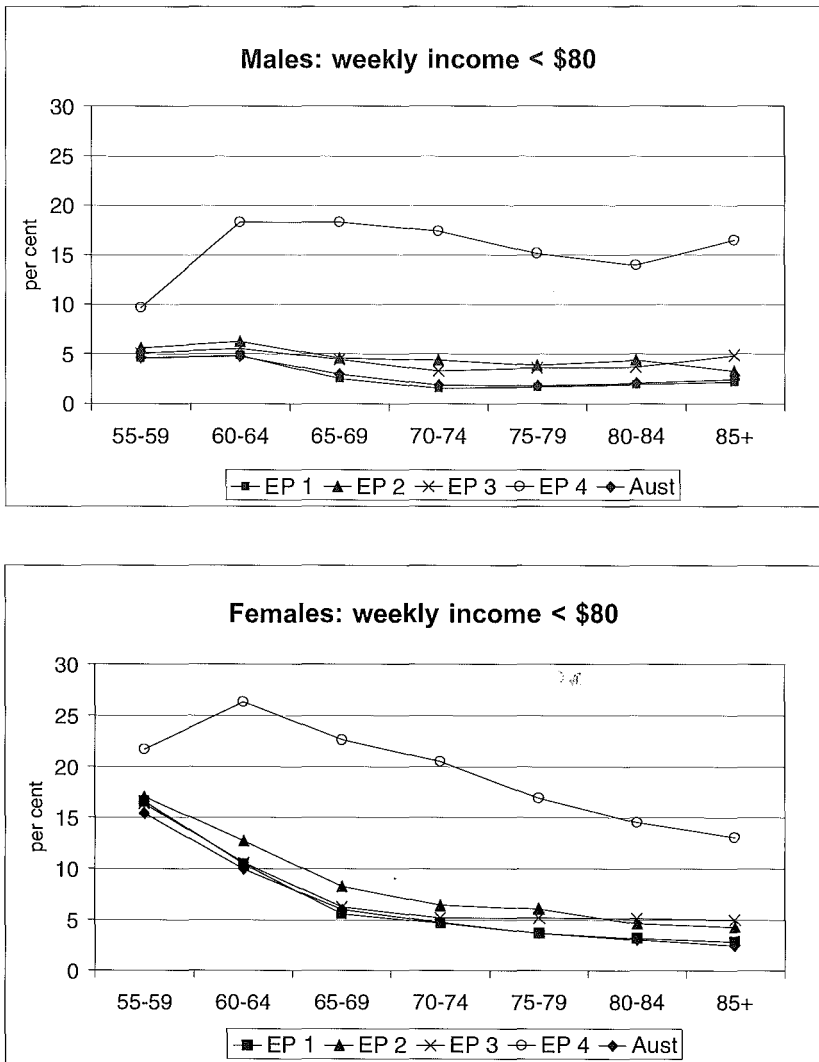 Males: weekly income < $80
per cent
30
25
20
15
10
5
0
55-59 60-64 65-69 70-74 75-79 80-84 85+
EP 1 EP 2 EP 3 EP 4 Aust
Females: weekly income < $80
per cent
30
25
20
15
10
5
0
55-59 60-64 65-69 70-74 75-79 80-84 85+
EP 1 EP 2 EP 3 EP 4 Aust